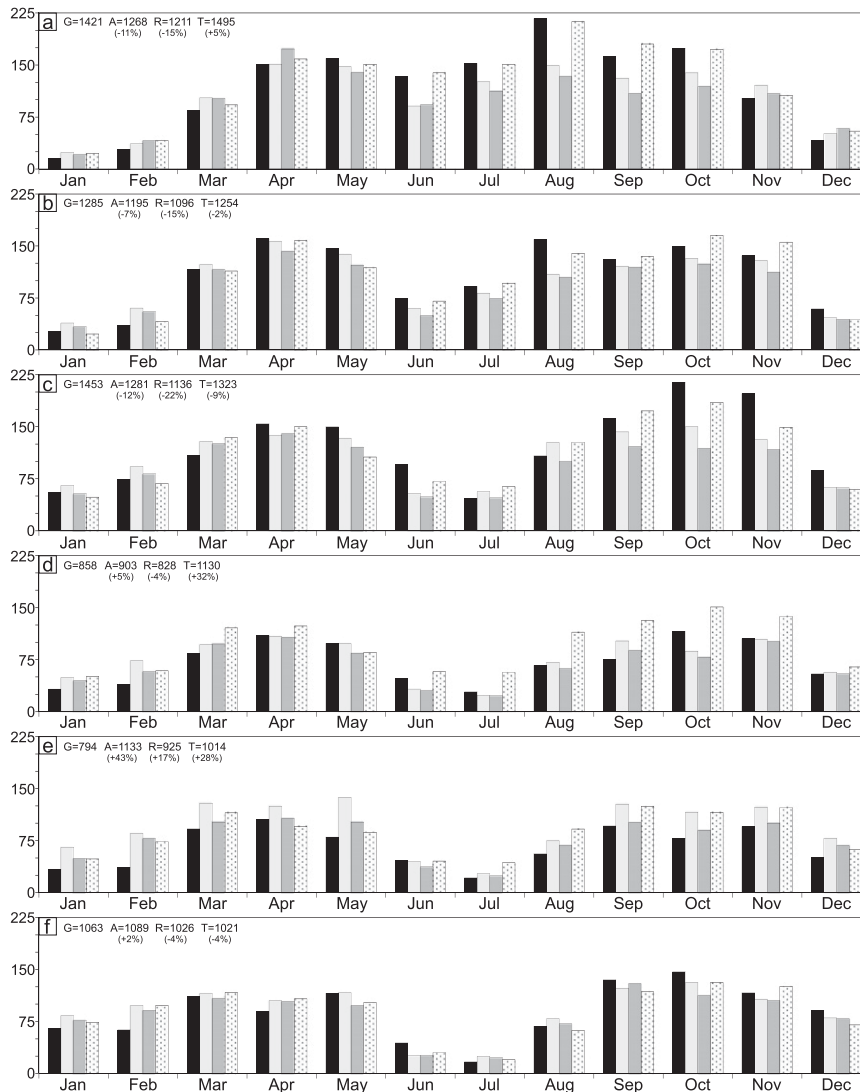 225
a G=1421 A=1268 R=1211 T=1495
(-11%) (-15%) (+5%)
150
75
0
Jan Feb Mar Apr May Jun Jul Aug Sep Oct Nov Dec
225
b G=1285 A=1195 R=1096 T=1254
(-7%) (-15%) (-2%)
150
75
0
Jan Feb Mar Apr May Jun Jul Aug Sep Oct Nov Dec
225
c G=1453 A=1281 R=1136 T=1323
(-12%) (-22%) (-9%)
150
75
0
Jan Feb Mar Apr May Jun Jul Aug Sep Oct Nov Dec
225
d G=858 A=903 R=828 T=1130
(+5%) (-4%) (+32%)
150
75
0
Jan Feb Mar Apr May Jun Jul Aug Sep Oct Nov Dec
225
e G=794 A=1133 R=925 T=1014
(+43%) (+17%) (+28%)
150
75
0
Jan Feb Mar Apr May Jun Jul Aug Sep Oct Nov Dec
225
f G=1063 A=1089 R=1026 T=1021
(+2%) (-4%) (-4%)
150
75
0
Jan Feb Mar Apr May Jun Jul Aug Sep Oct Nov Dec